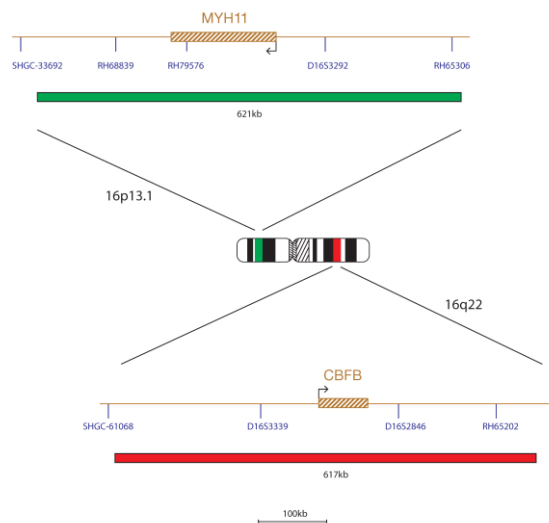 MYH11
SHGC-33692 RH68839 RH79576 D16S3292 RH65306
621kb
16p13.1
16q22
CBFB
SHGC-61068 D16S3339 D16S2846 RH65202
617kb
100kb